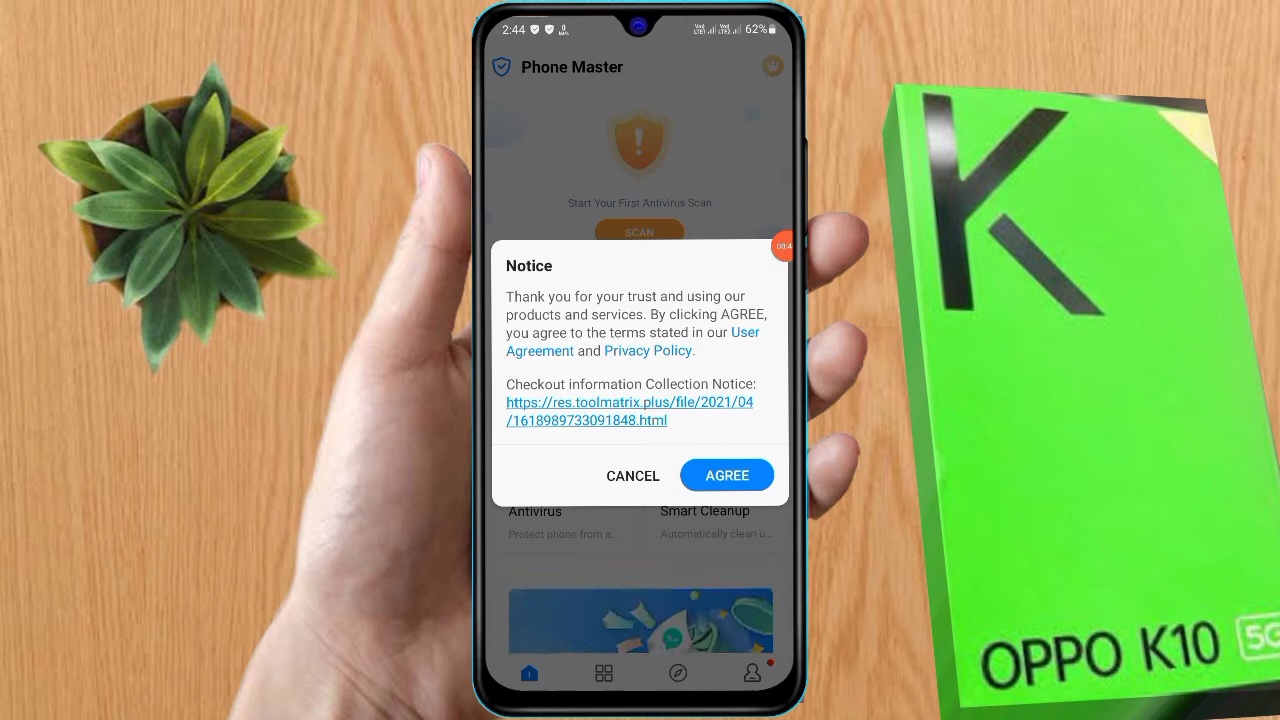 2:44
62%
Phone Master
Start Your First Antivirus Scan
SCAN
00:4
Notice
Thank you for your trust and using our
products and services. By clicking AGREE,
you agree to the terms stated in our User
Agreement and Privacy Policy.
Checkout information Collection Notice:
https://res.toolmatrix.plus/file/2021/04
/1618989733091848.html
CANCEL
AGREE
Antivirus
Smart Cleanup
Protect phone from a...
Automatically clean u...
K
OPPO K10 5G